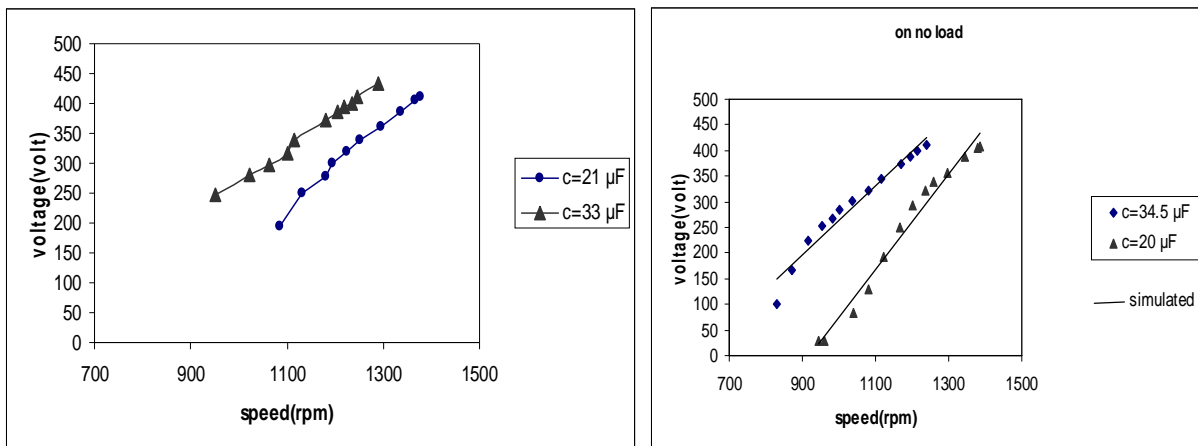 500
450
400
350
300
250
200
150
100
50
0
voltage(volt)
700 900 1100 1300 1500
speed(rpm)
c=21 µF
c=33 µF
on no load
500
450
400
350
300
250
200
150
100
50
0
voltage(volt)
700 900 1100 1300 1500
speed(rpm)
c=34.5 µF
c=20 µF
simulated